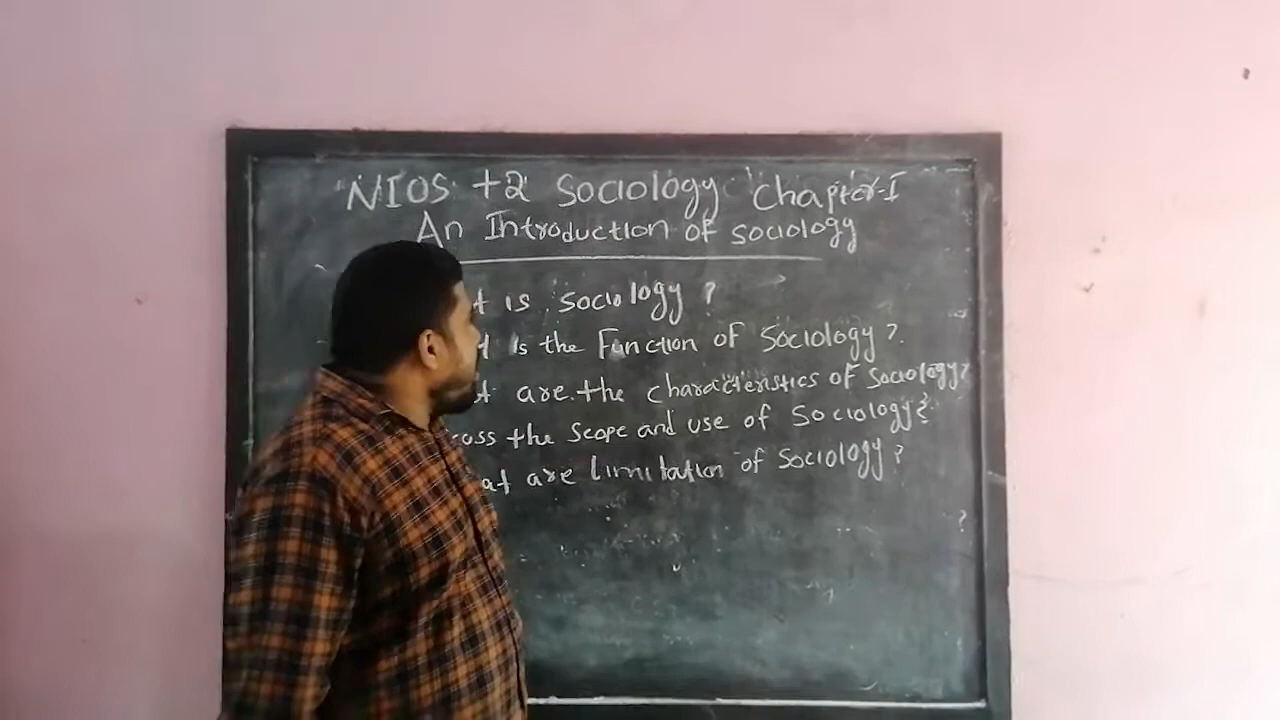 NIOS +2 Sociology Chapter-I
An Introduction of sociology
t is sociology ?
t is the Function of Sociology ?
t are the characteristics of sociology ?
cuss the scope and use of Sociology ?
at are limitation of Sociology ?
?